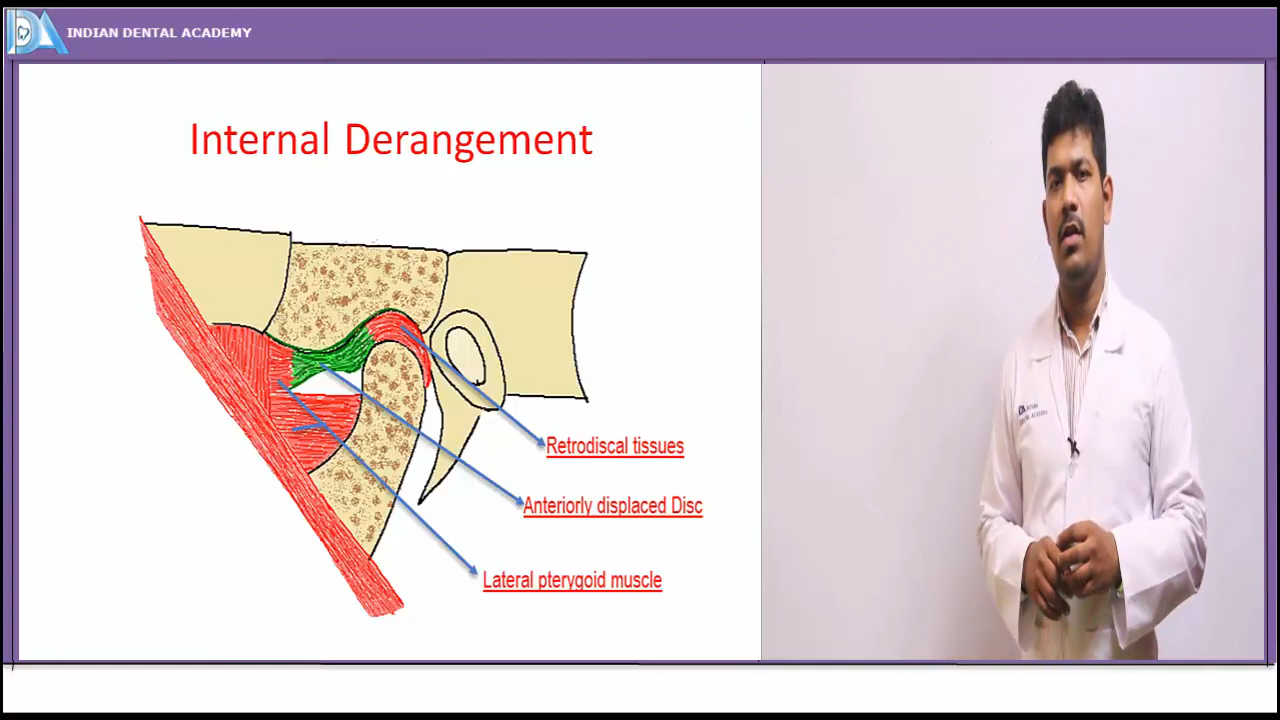 INDIAN DENTAL ACADEMY
Internal Derangement
Retrodiscal tissues
Anteriorly displaced Disc
Lateral pterygoid muscle